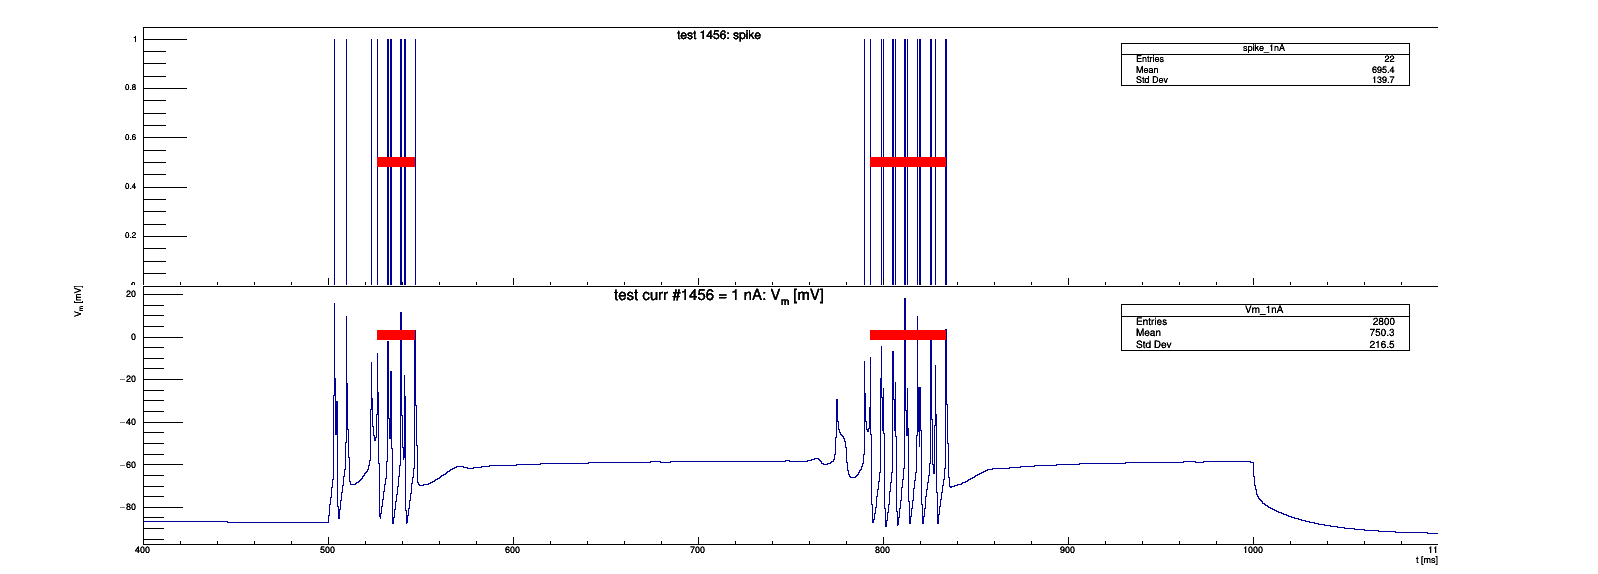 test 1456: spike
spike_1nA
Entries 22
Mean 695.4
Std Dev 139.7
1
0.8
0.6
0.4
0.2
test curr #1456 = 1 nA: Vm [mV]
Vm [mV]
Vm_1nA
Entries 2800
Mean 750.3
Std Dev 216.5
20
0
−20
−40
−60
−80
400 500 600 700 800 900 1000 11
t [ms]